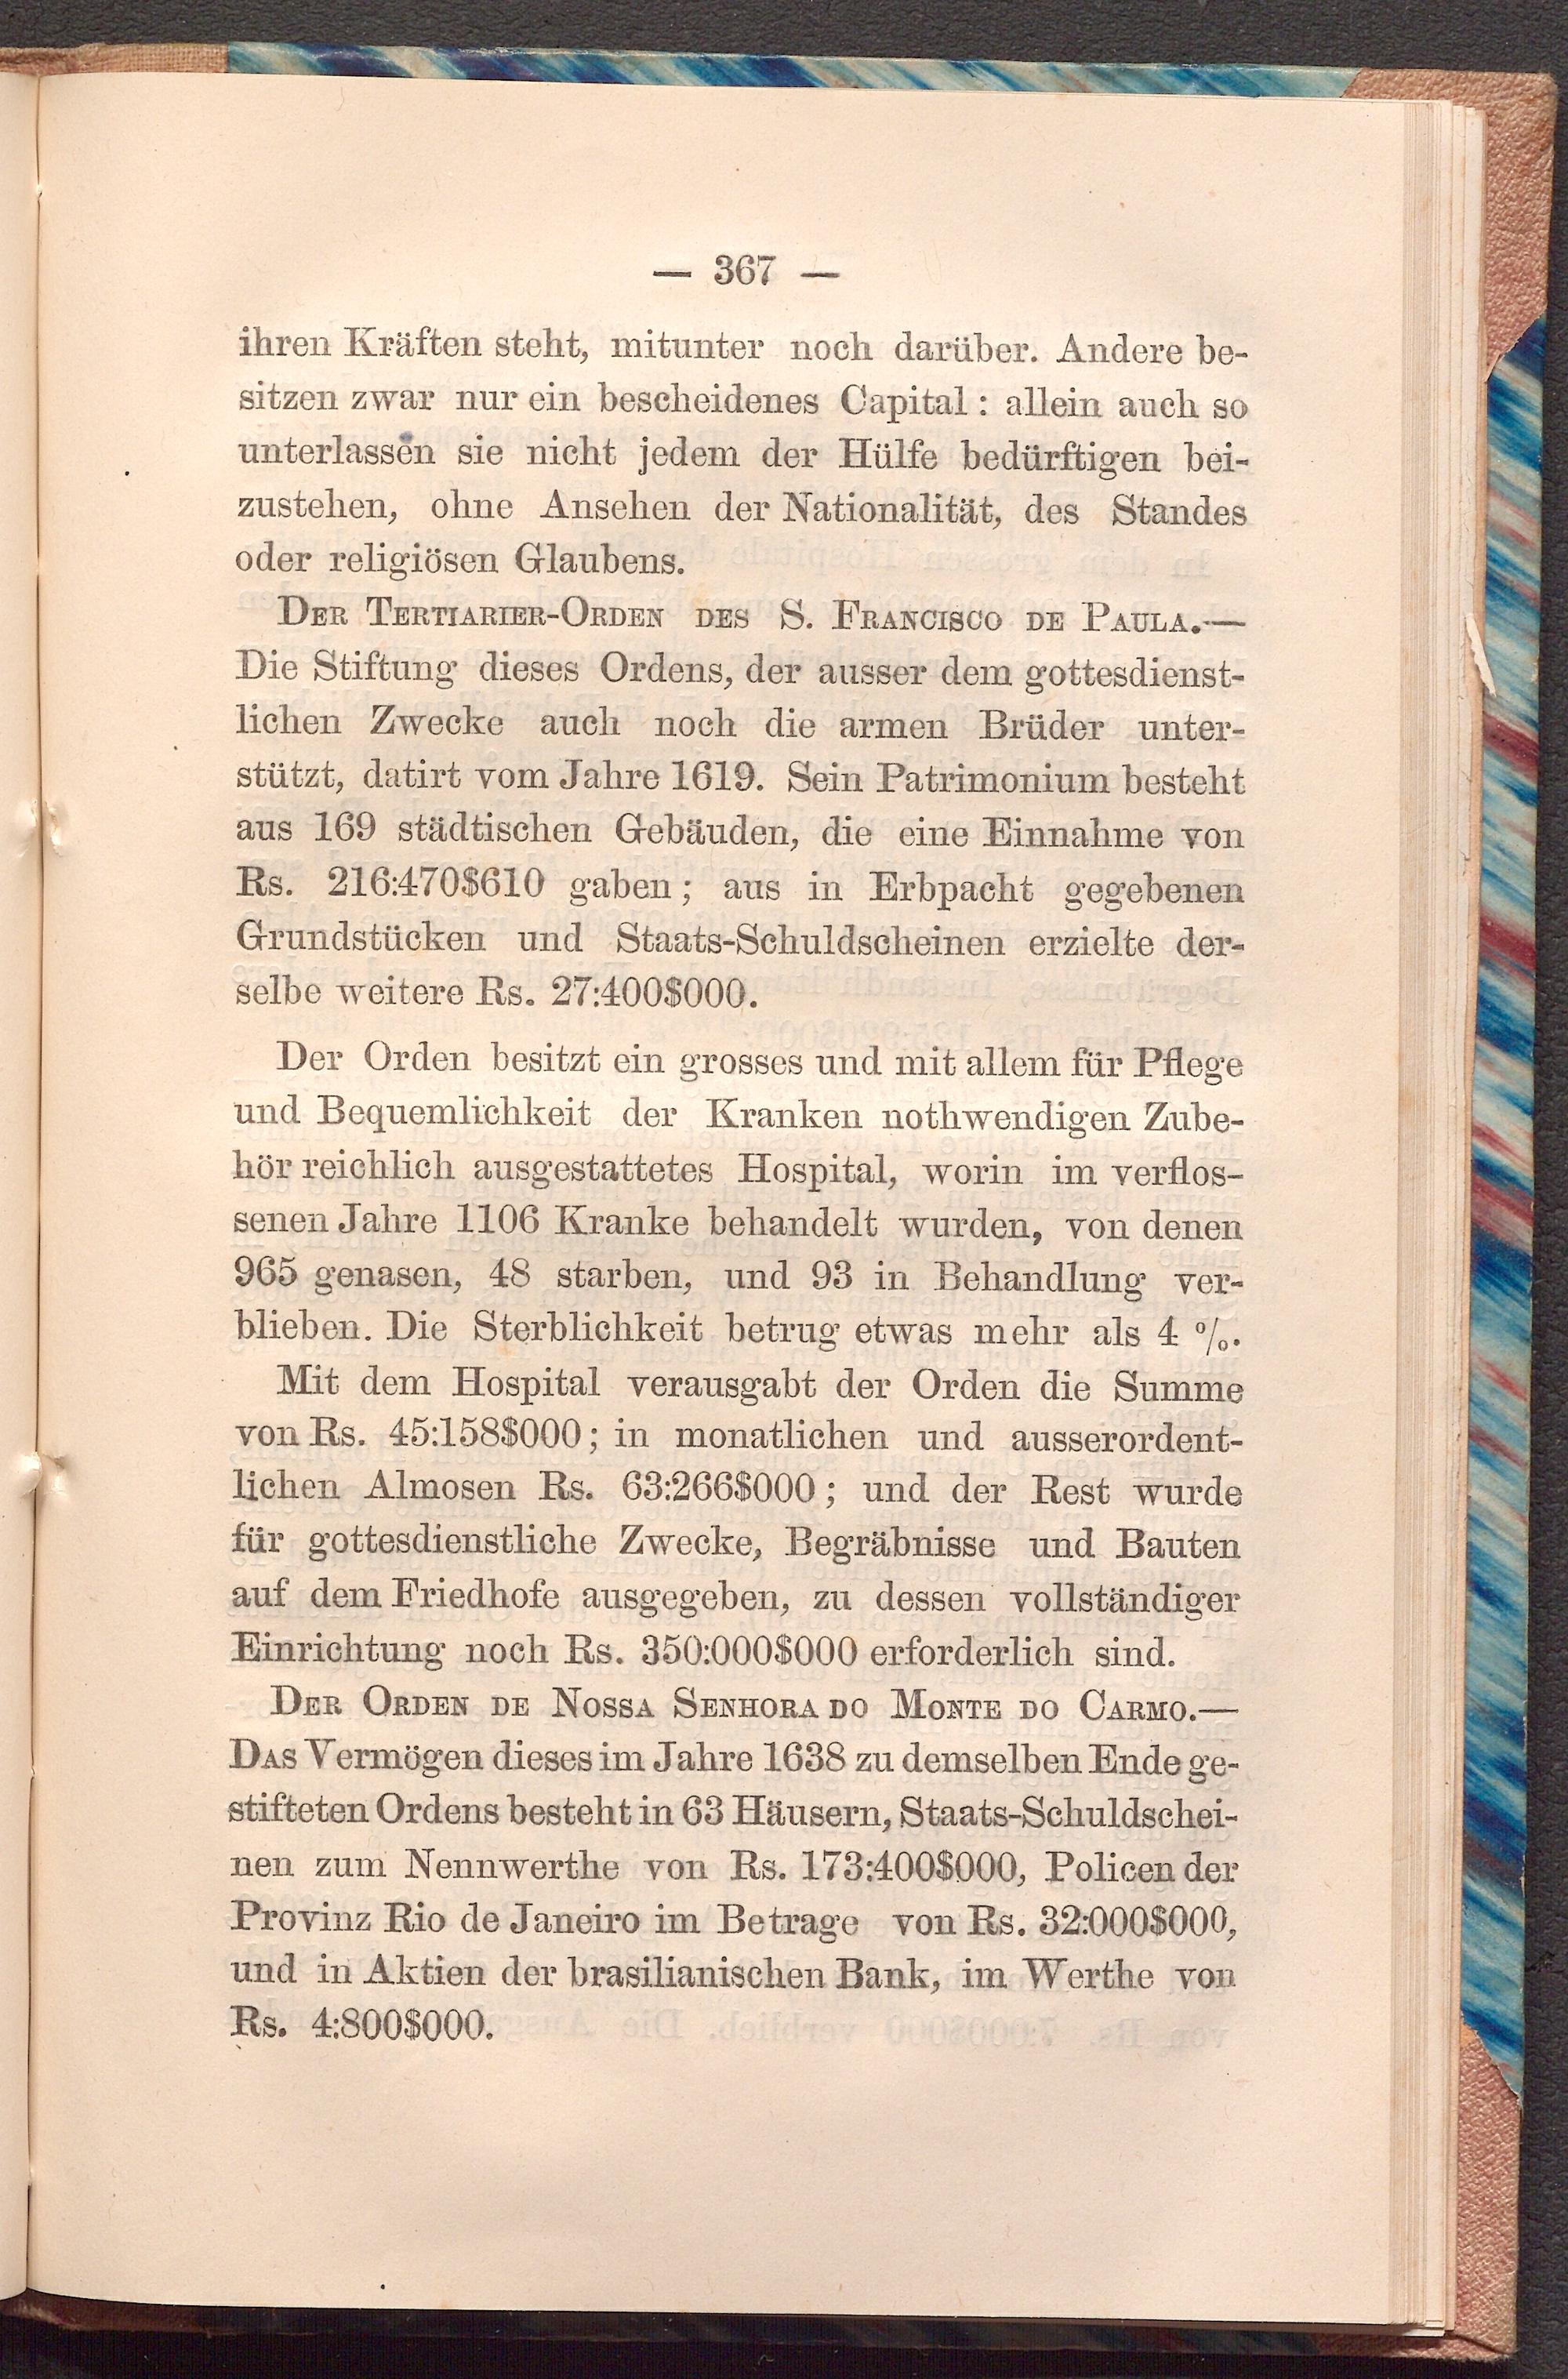 — 367 —
ihren Kräften steht, mitunter noch darüber. Andere be-
sitzen zwar nur ein bescheidenes Capital : allein auch so
unterlassen sie nicht jedem der Hülfe bedürftigen bei-
zustehen, ohne Ansehen der Nationalität, des Standes
oder religiösen Glaubens.
DER TERTIARIER-ORDEN DES S. FRANCISCO DE PAULA.—
Die Stiftung dieses Ordens, der ausser dem gottesdienst-
lichen Zwecke auch noch die armen Brüder unter-
stützt, datirt vom Jahre 1619. Sein Patrimonium besteht
aus 169 städtischen Gebäuden, die eine Einnahme von
Rs. 216:470$610 gaben ; aus in Erbpacht gegebenen
Grundstücken und Staats-Schuldscheinen erzielte der-
selbe weitere Rs. 27:400$000.
Der Orden besitzt ein grosses und mit allem für Pflege
und Bequemlichkeit der Kranken nothwendigen Zube-
hör reichlich ausgestattetes Hospital, worin im verflos-
senen Jahre 1106 Kranke behandelt wurden, von denen
965 genasen, 48 starben, und 93 in Behandlung ver-
blieben. Die Sterblichkeit betrug etwas mehr als 4 %.
Mit dem Hospital verausgabt der Orden die Summe
von Rs. 45:158$000 ; in monatlichen und ausserordent-
lichen Almosen Rs. 63:266$000 ; und der Rest wurde
für gottesdienstliche Zwecke, Begräbnisse und Bauten
auf dem Friedhofe ausgegeben, zu dessen vollständiger
Einrichtung noch Rs. 350:000$000 erforderlich sind.
DER ORDEN DE NOSSA SENHORA DO MONTE DO CARMO.—
DAS Vermögen dieses im Jahre 1638 zu demselben Ende ge-
stifteten Ordens besteht in 63 Häusern, Staats-Schuldschei-
nen zum Nennwerthe von Rs. 173:400$000, Policen der
Provinz Rio de Janeiro im Betrage von Rs. 32:000$000,
und in Aktien der brasilianischen Bank, im Werthe von
Rs. 4:800$000.